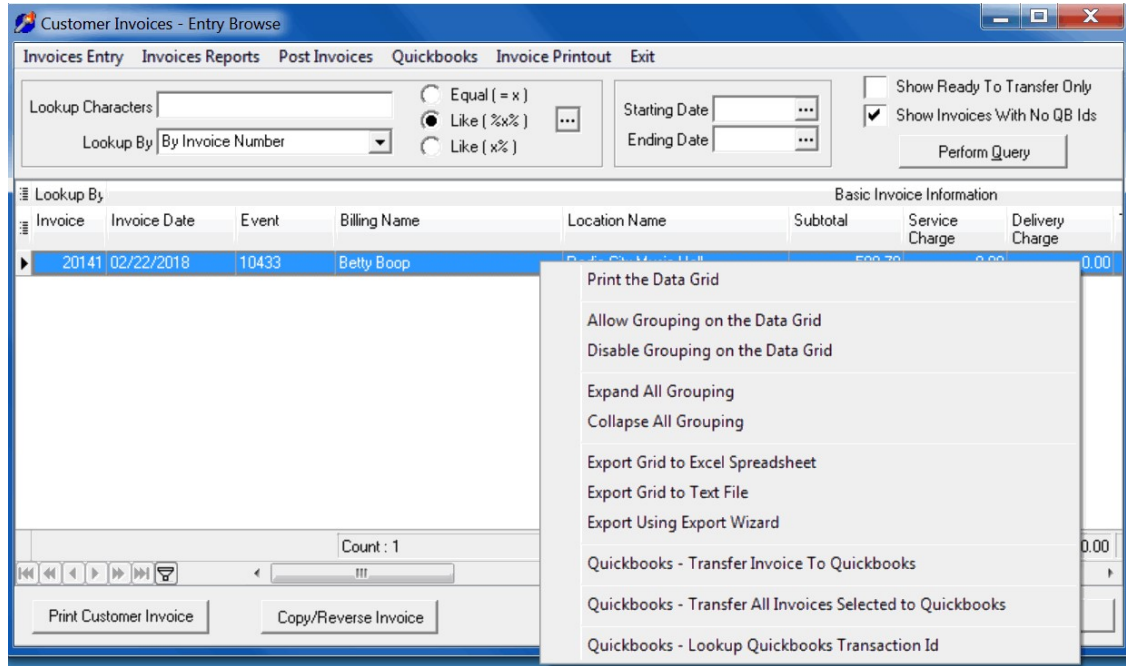 Customer Invoices - Entry Browse
Invoices Entry Invoices Reports Post Invoices Quickbooks Invoice Printout Exit
Lookup Characters
Equal ( = x )
Like ( %x% )
Like ( x% )
Lookup By By Invoice Number
Starting Date
Ending Date
Show Ready To Transfer Only
Show Invoices With No QB Ids
Perform Query
Lookup By Basic Invoice Information
Invoice Invoice Date Event Billing Name Location Name Subtotal Service Charge Delivery Charge
20141 02/22/2018 10433 Betty Boop Radio City Music Hall 0.00 0.00
Print the Data Grid
Allow Grouping on the Data Grid
Disable Grouping on the Data Grid
Expand All Grouping
Collapse All Grouping
Export Grid to Excel Spreadsheet
Export Grid to Text File
Export Using Export Wizard
Quickbooks - Transfer Invoice To Quickbooks
Quickbooks - Transfer All Invoices Selected to Quickbooks
Quickbooks - Lookup Quickbooks Transaction Id
Count : 1 0.00
Print Customer Invoice Copy/Reverse Invoice